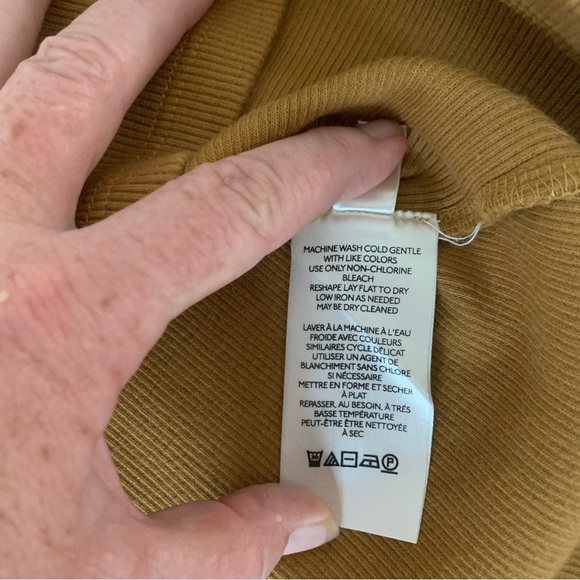 MACHINE WASH COLD GENTLE
WITH LIKE COLORS
USE ONLY NON-CHLORINE
BLEACH
RESHAPE LAY FLAT TO DRY
LOW IRON AS NEEDED
MAY BE DRY CLEANED
LAVER À LA MACHINE À L'EAU
FROIDE AVEC COULEURS
SIMILAIRES CYCLE DÉLICAT
UTILISER UN AGENT DE
BLANCHIMENT SANS CHLORE
SI NÉCESSAIRE
METTRE EN FORME ET SECHER
À PLAT
REPASSER, AU BESOIN, À TRÉS
BASSE TEMPÉRATURE
PEUT-ÊTRE ÊTRE NETTOYÉE
À SEC
30 P